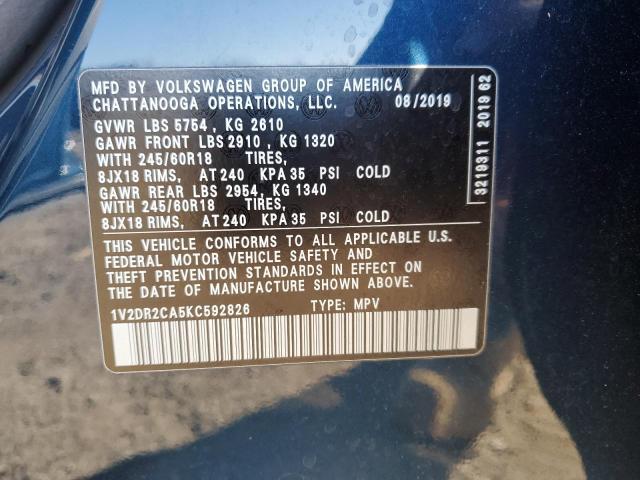 MFD BY VOLKSWAGEN GROUP OF AMERICA
CHATTANOOGA OPERATIONS, LLC. 08/2019
GVWR LBS 5754 , KG 2610
GAWR FRONT LBS 2910 , KG 1320
WITH 245/60R18 TIRES,
8JX18 RIMS, AT 240 KPA 35 PSI COLD
GAWR REAR LBS 2954, KG 1340
WITH 245/60R18 TIRES,
8JX18 RIMS, AT 240 KPA 35 PSI COLD
THIS VEHICLE CONFORMS TO ALL APPLICABLE U.S.
FEDERAL MOTOR VEHICLE SAFETY AND
THEFT PREVENTION STANDARDS IN EFFECT ON
THE DATE OF MANUFACTURE SHOWN ABOVE.
1V2DR2CA5KC592826 TYPE: MPV
3219311 2019 62